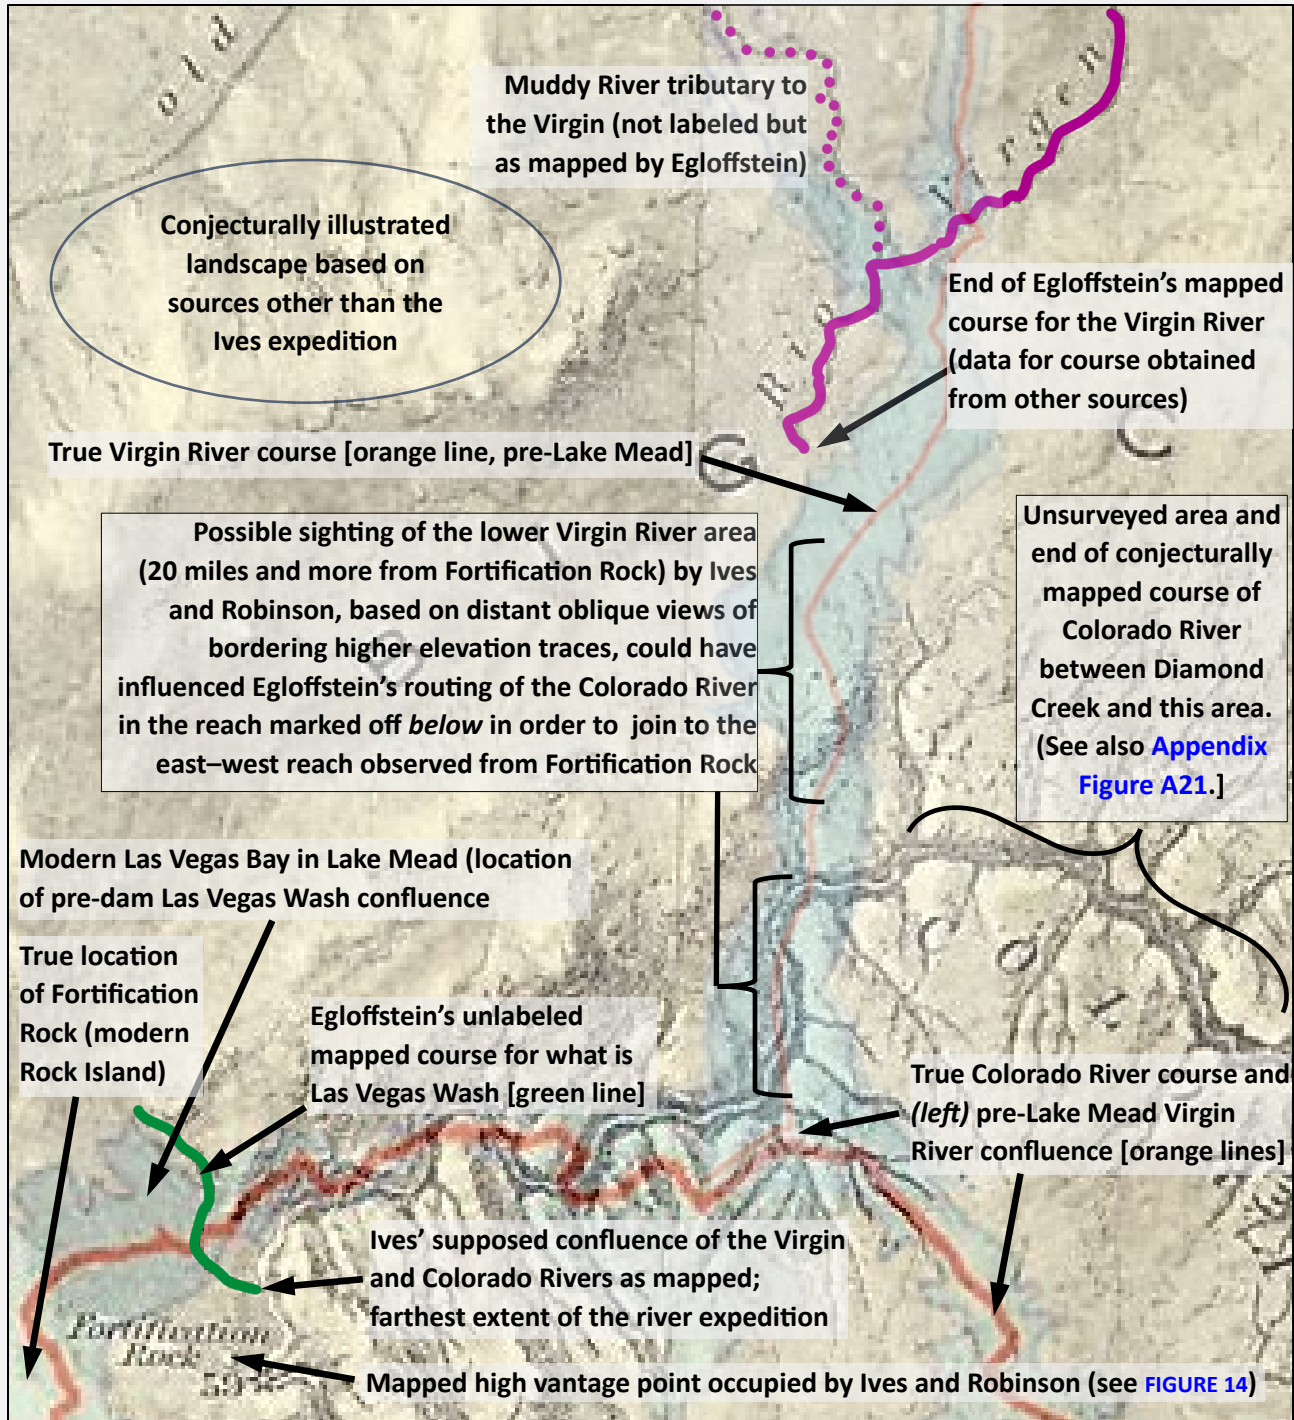 old
Muddy River tributary to
the Virgin (not labeled but
as mapped by Egloffstein)
Conjecturally illustrated
landscape based on
sources other than the
Ives expedition
Rio Virgen
End of Egloffstein's mapped
course for the Virgin River
(data for course obtained
from other sources)
True Virgin River course [orange line, pre-Lake Mead]
G
C
Possible sighting of the lower Virgin River area
(20 miles and more from Fortification Rock) by Ives
and Robinson, based on distant oblique views of
bordering higher elevation traces, could have
influenced Egloffstein's routing of the Colorado River
in the reach marked off below in order to  join to the
east–west reach observed from Fortification Rock
Unsurveyed area and
end of conjecturally
mapped course of
Colorado River
between Diamond
Creek and this area.
(See also Appendix
Figure A21.]
Modern Las Vegas Bay in Lake Mead (location
of pre-dam Las Vegas Wash confluence
True location
of Fortification
Rock (modern
Rock Island)
Egloffstein's unlabeled
mapped course for what is
Las Vegas Wash [green line]
C O L
True Colorado River course and
(left) pre-Lake Mead Virgin
River confluence [orange lines]
Ives' supposed confluence of the Virgin
and Colorado Rivers as mapped;
farthest extent of the river expedition
Fortification
Rock
Mapped high vantage point occupied by Ives and Robinson (see FIGURE 14)